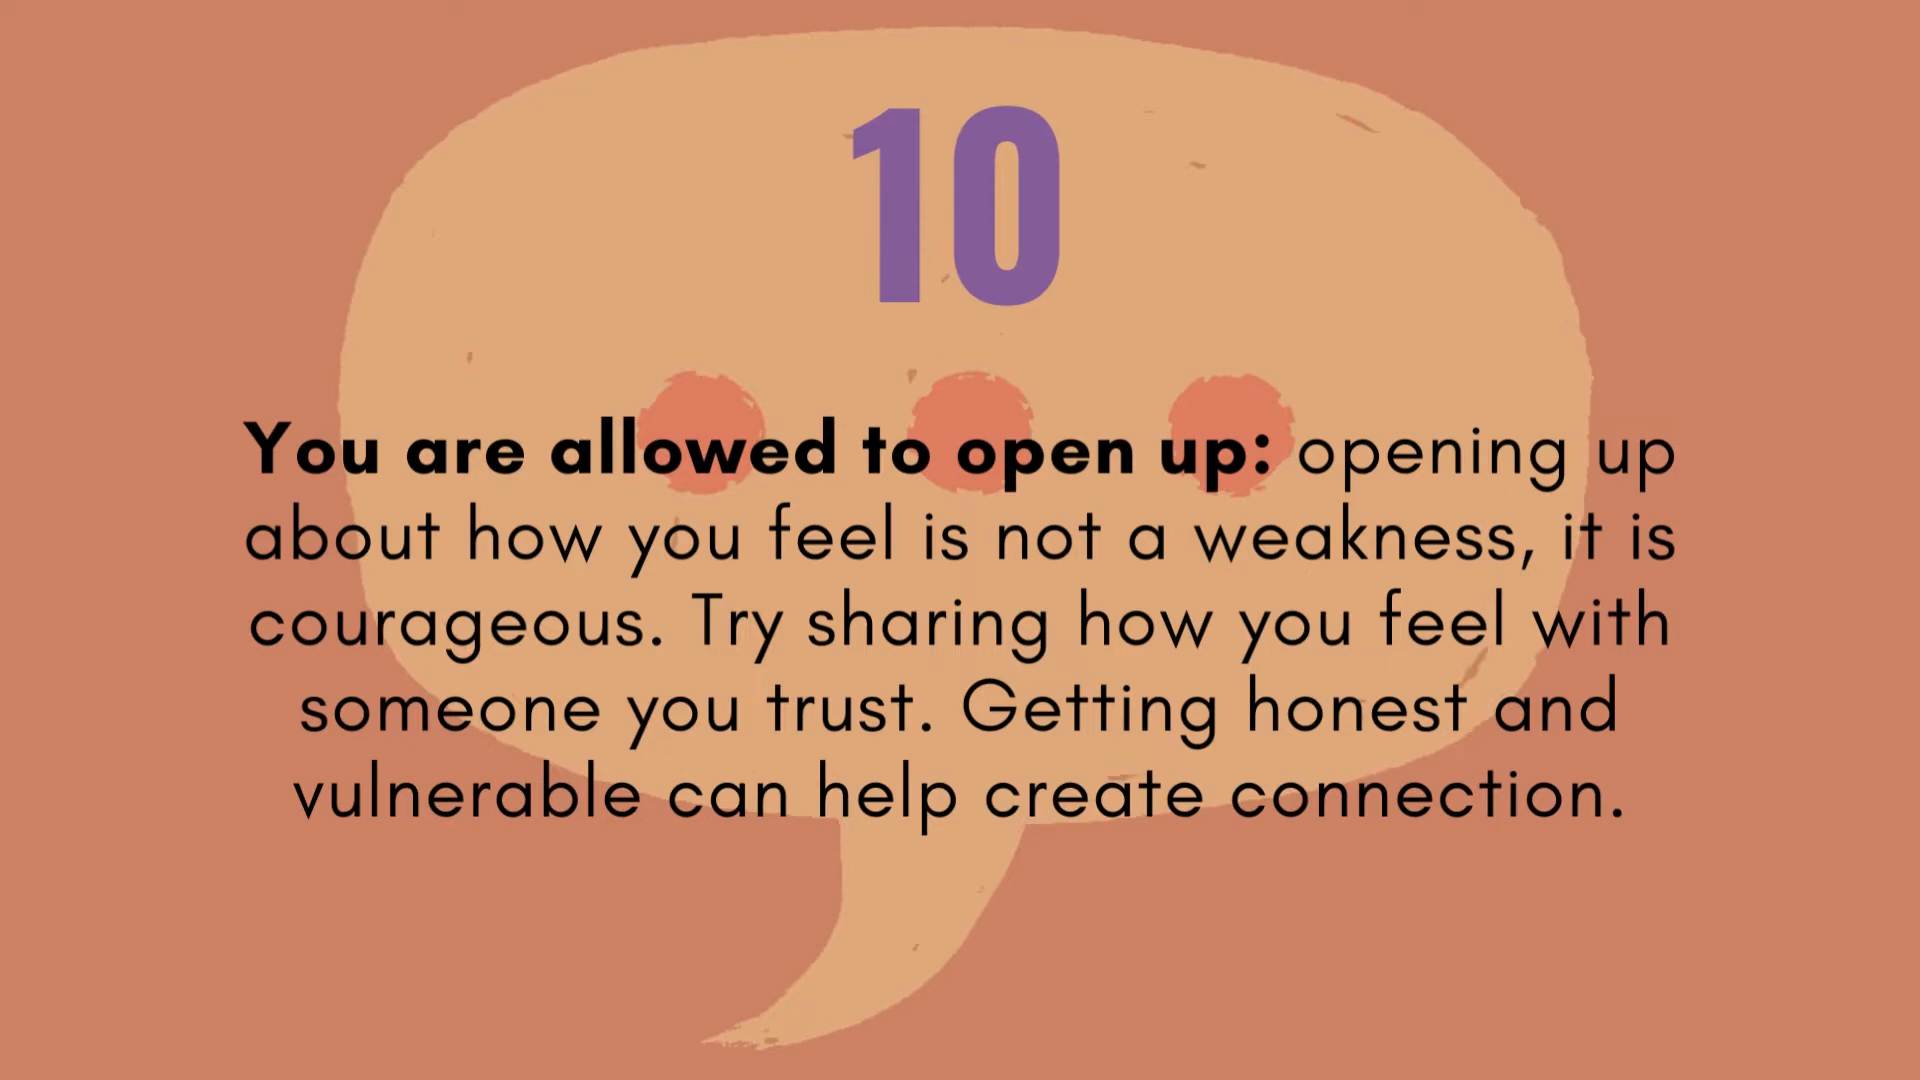 10
You are allowed to open up: opening up
about how you feel is not a weakness, it is
courageous. Try sharing how you feel with
someone you trust. Getting honest and
vulnerable can help create connection.